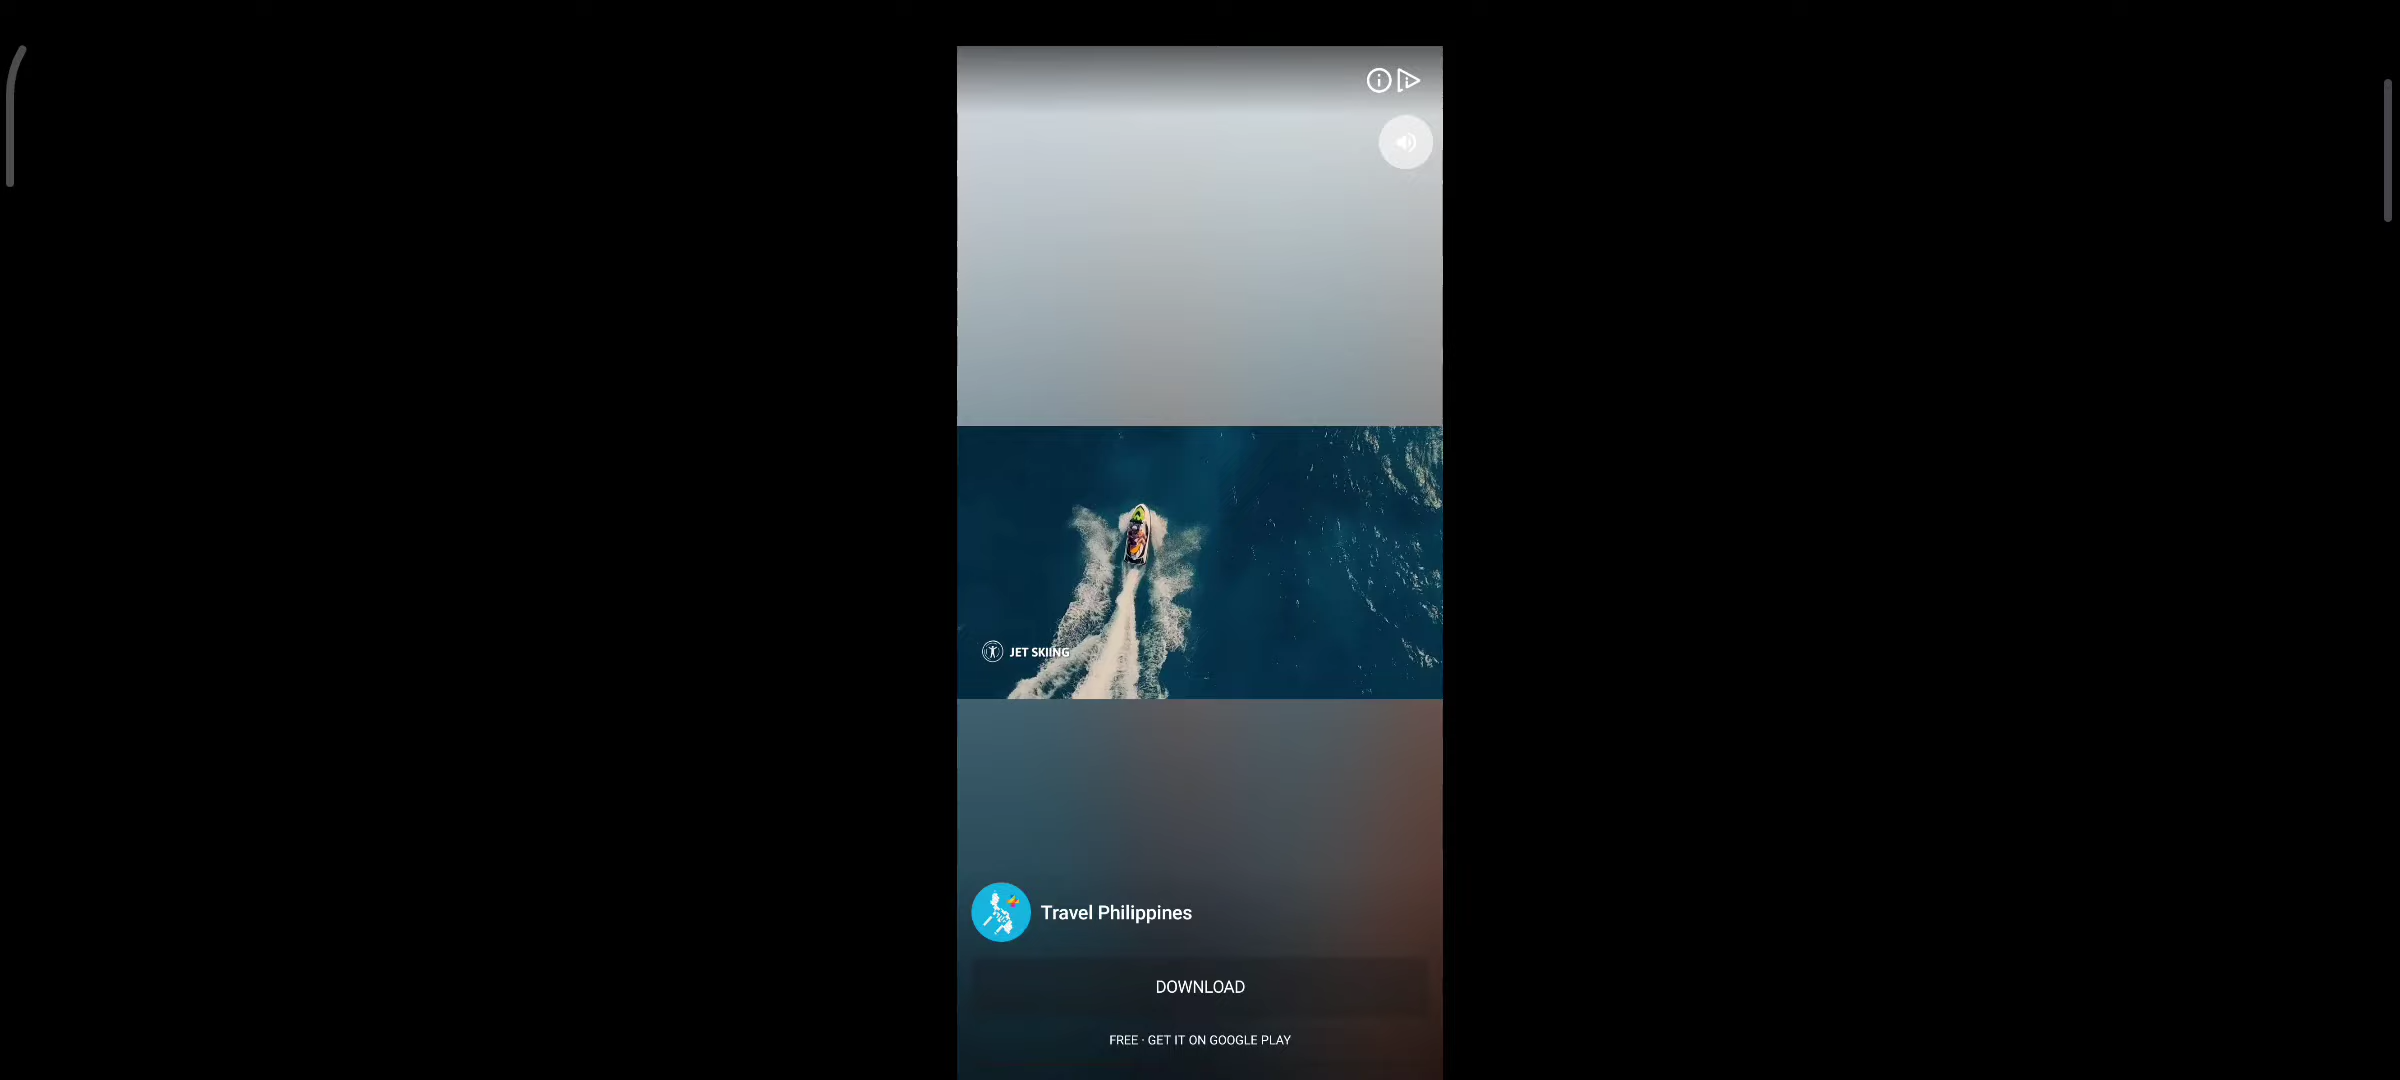 JET SKIING
Travel Philippines
DOWNLOAD
FREE · GET IT ON GOOGLE PLAY